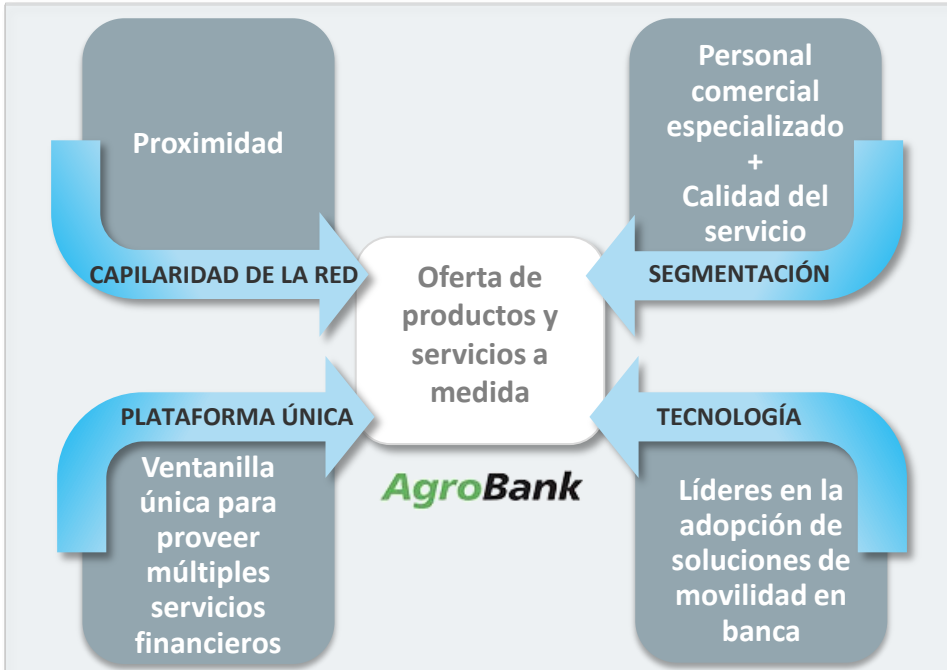 Proximidad
CAPILARIDAD DE LA RED
Personal
comercial
especializado
+
Calidad del
servicio
SEGMENTACIÓN
Oferta de
productos y
servicios a
medida
AgroBank
PLATAFORMA ÚNICA
Ventanilla
única para
proveer
múltiples
servicios
financieros
TECNOLOGÍA
Líderes en la
adopción de
soluciones de
movilidad en
banca